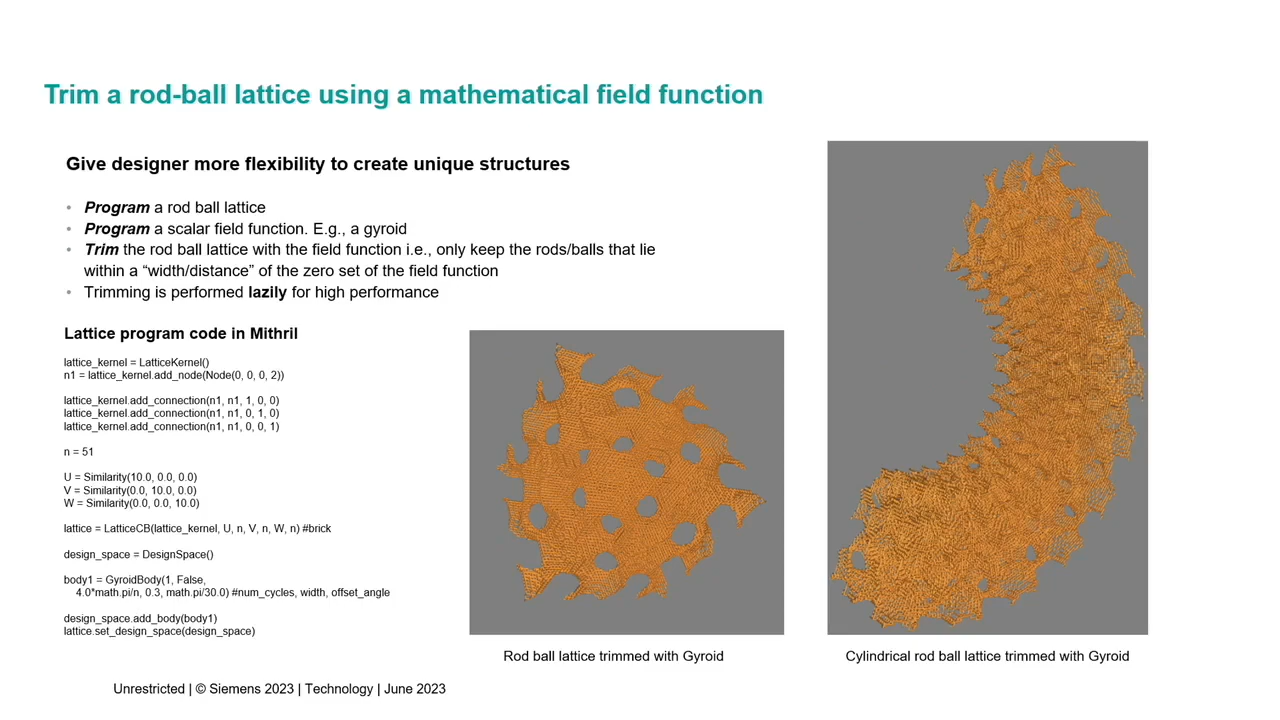 Trim a rod-ball lattice using a mathematical field function
Give designer more flexibility to create unique structures
• Program a rod ball lattice
• Program a scalar field function. E.g., a gyroid
• Trim the rod ball lattice with the field function i.e., only keep the rods/balls that lie
within a “width/distance” of the zero set of the field function
• Trimming is performed lazily for high performance
Lattice program code in Mithril
lattice_kernel = LatticeKernel()
n1 = lattice_kernel.add_node(Node(0, 0, 0, 2))
lattice_kernel.add_connection(n1, n1, 1, 0, 0)
lattice_kernel.add_connection(n1, n1, 0, 1, 0)
lattice_kernel.add_connection(n1, n1, 0, 0, 1)
n = 51
U = Similarity(10.0, 0.0, 0.0)
V = Similarity(0.0, 10.0, 0.0)
W = Similarity(0.0, 0.0, 10.0)
lattice = LatticeCB(lattice_kernel, U, n, V, n, W, n) #brick
design_space = DesignSpace()
body1 = GyroidBody(1, False,
4.0*math.pi/n, 0.3, math.pi/30.0) #num_cycles, width, offset_angle
design_space.add_body(body1)
lattice.set_design_space(design_space)
Rod ball lattice trimmed with Gyroid
Cylindrical rod ball lattice trimmed with Gyroid
Unrestricted | © Siemens 2023 | Technology | June 2023